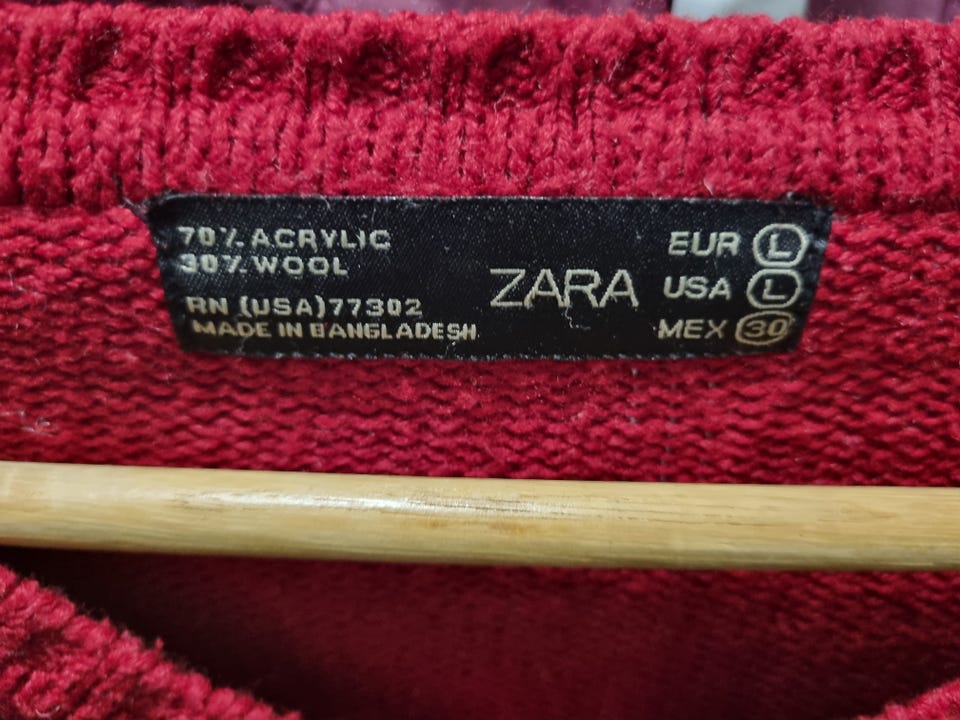 70% ACRYLIC
30% WOOL
RN (USA)77302
MADE IN BANGLADESH
ZARA
EUR L
USA L
MEX 30